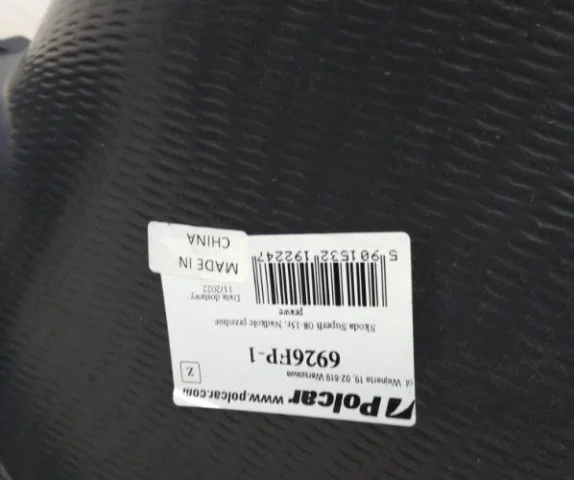 Polcar www.polcar.com
ul. Wejnerta 19, 02-619 Warszawa
6926FP-1
Z
Skoda SuperB 08-15r. Nadkole przednie
prawe
Data dostawy:
11/2022
5 901532 192247
MADE IN
CHINA